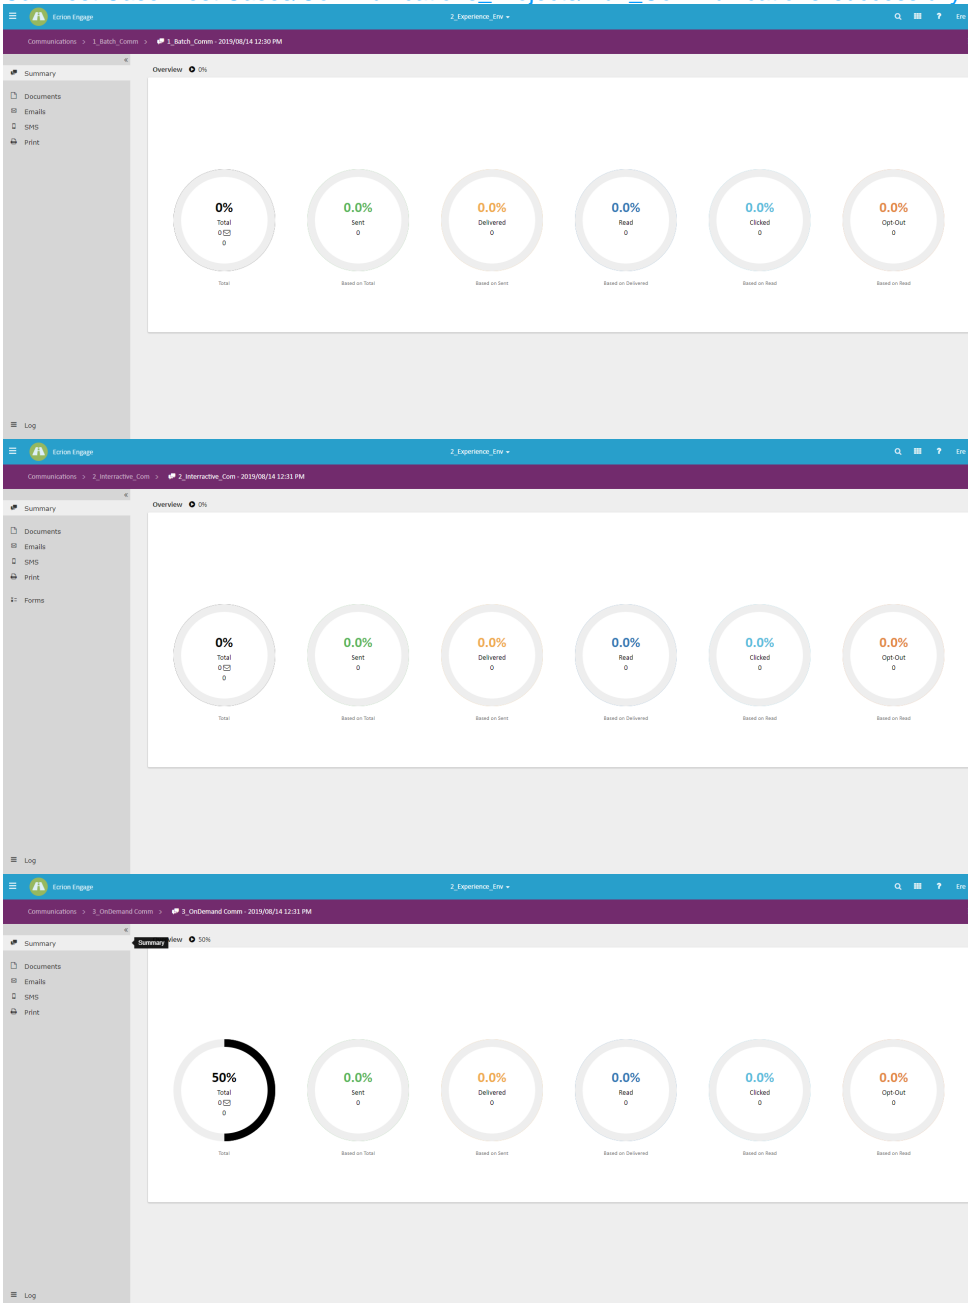 Ecrion Engage 2_Experience_Env ? Ere
Communications > 1_Batch_Comm > 1_Batch_Comm - 2019/08/14 12:30 PM
«
Summary
Overview 0%
Documents
Emails
SMS
Print
0% 0.0% 0.0% 0.0% 0.0% 0.0%
Total Sent Delivered Read Clicked Opt-Out
0 0 0 0 0 0
0
Total Based on Total Based on Sent Based on Delivered Based on Read Based on Read
Log
Ecrion Engage 2_Experience_Env ? Ere
Communications > 2_Interractive_Com > 2_Interractive_Com - 2019/08/14 12:31 PM
«
Summary
Overview 0%
Documents
Emails
SMS
Print
Forms
0% 0.0% 0.0% 0.0% 0.0% 0.0%
Total Sent Delivered Read Clicked Opt-Out
0 0 0 0 0 0
0
Total Based on Total Based on Sent Based on Delivered Based on Read Based on Read
Log
Ecrion Engage 2_Experience_Env ? Ere
Communications > 3_OnDemand Comm > 3_OnDemand Comm - 2019/08/14 12:31 PM
«
Summary
Summary view 50%
Documents
Emails
SMS
Print
50% 0.0% 0.0% 0.0% 0.0% 0.0%
Total Sent Delivered Read Clicked Opt-Out
0 0 0 0 0 0
0
Total Based on Total Based on Sent Based on Delivered Based on Read Based on Read
Log